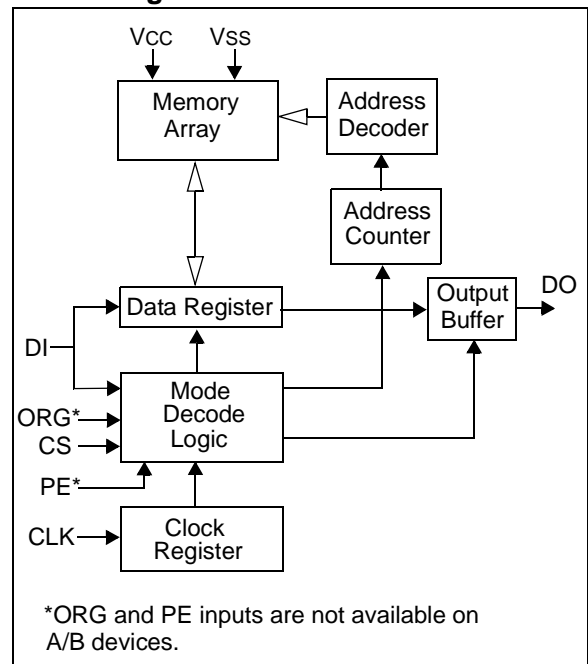 VCC
VSS
Memory
Array
Address
Decoder
Address
Counter
Data Register
Output
Buffer
DO
DI
Mode
Decode
Logic
ORG*
CS
PE*
CLK
Clock
Register
*ORG and PE inputs are not available on
A/B devices.